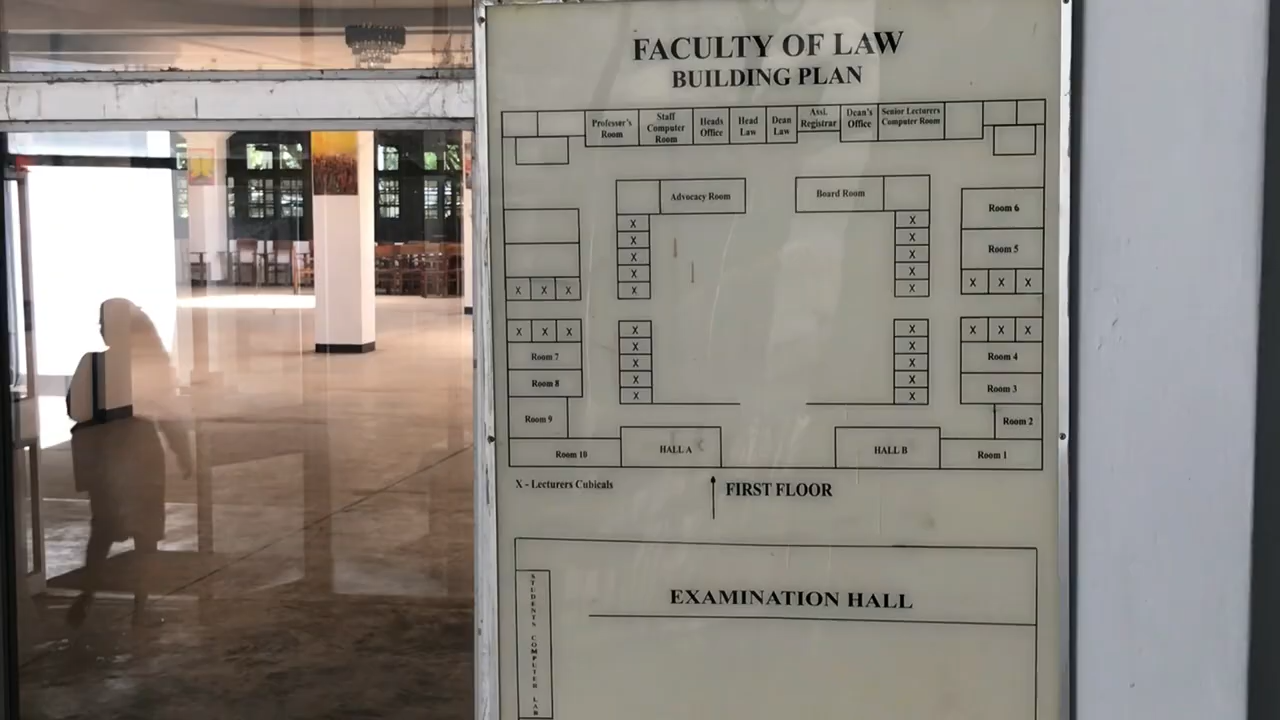 FACULTY OF LAW
BUILDING PLAN
Professer's
Room
Staff
Computer
Room
Heads
Office
Head
Law
Dean
Law
Assi.
Registrar
Dean's
Office
Senior Lecturers
Computer Room
Advocacy Room
Board Room
X
X
X
X
X
X
X
X
X
X
Room 6
Room 5
X X X
X X X
X X X
X X X
Room 7
Room 8
Room 9
Room 10
X
X
X
X
X
X
X
X
X
X
Room 4
Room 3
Room 2
Room 1
HALL A
HALL B
X - Lecturers Cubicals
FIRST FLOOR
EXAMINATION HALL
STUDENTS COMPUTER LAB